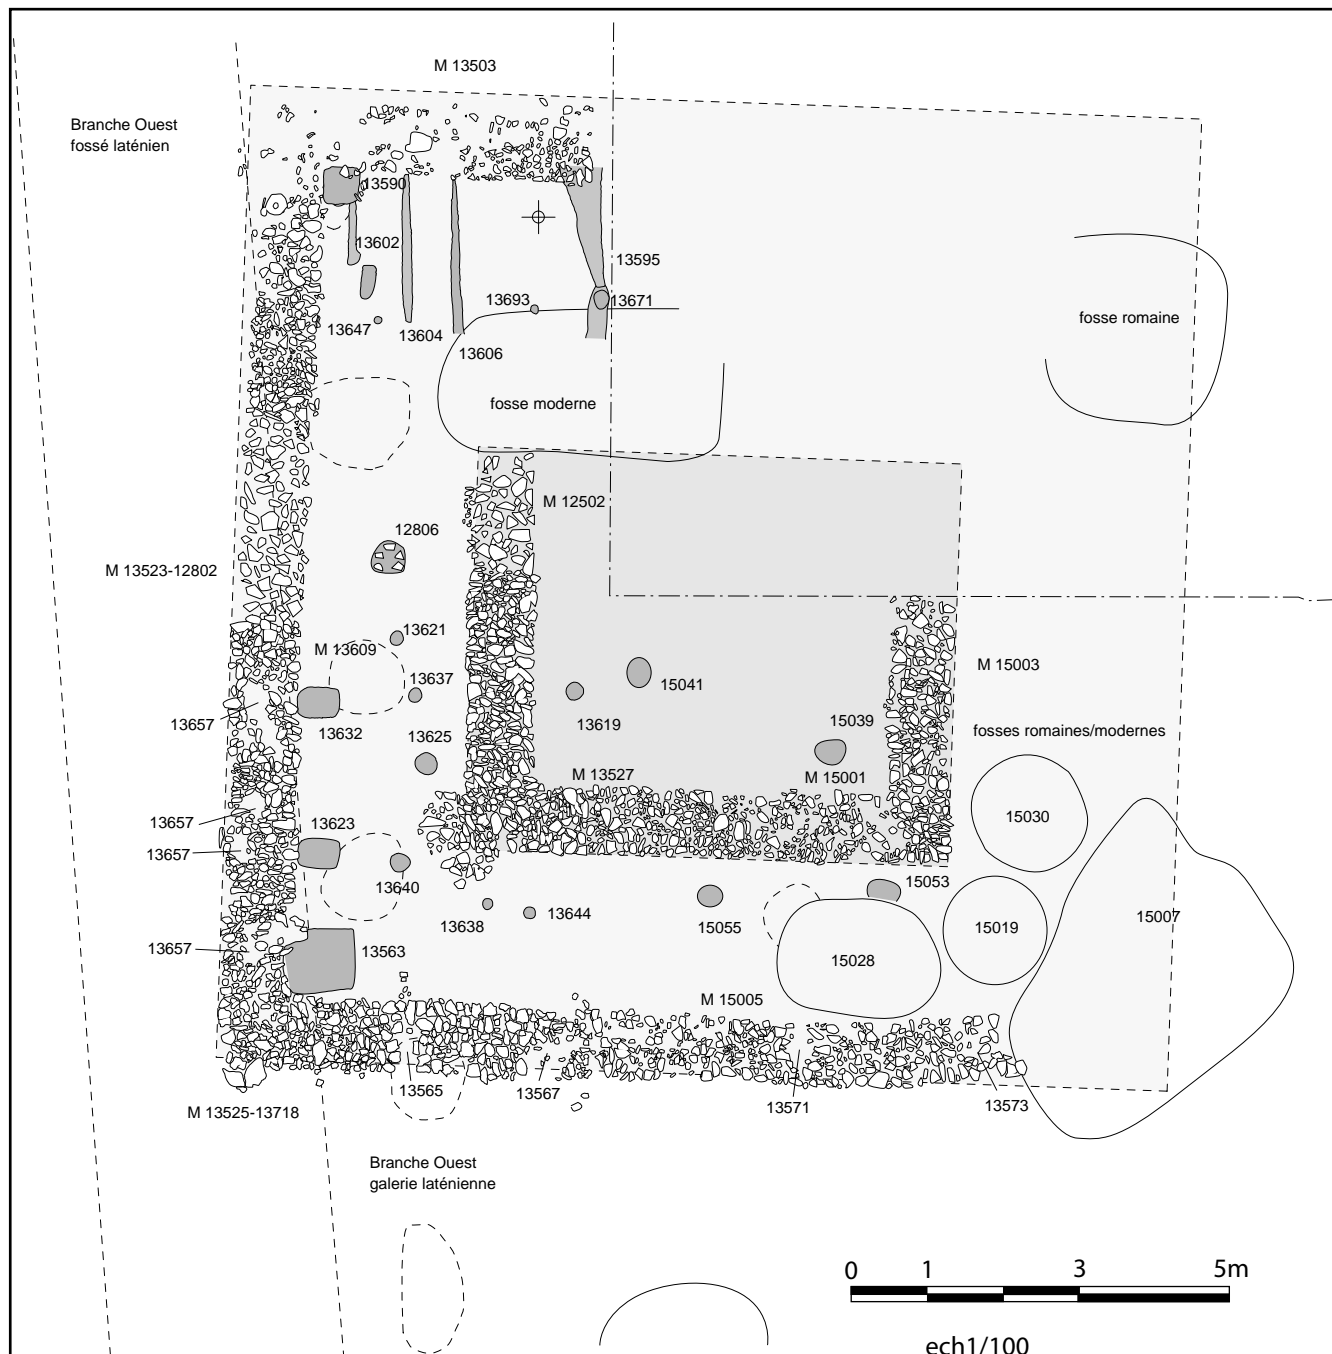 M 13503
Branche Ouest
fossé laténien
13590
13602
13595
13693
13671
13647
13604
13606
fosse romaine
fosse moderne
M 12502
12806
M 13523-12802
13621
M 13609
M 15003
13637
15041
13657
13632
13619
13625
15039
fosses romaines/modernes
M 13527
M 15001
13657
13623
15030
13657
13640
15053
13638
13644
15055
15007
15019
13657
13563
15028
M 15005
13565
13567
13571
13573
M 13525-13718
Branche Ouest
galerie laténienne
0 1 3 5m
ech1/100